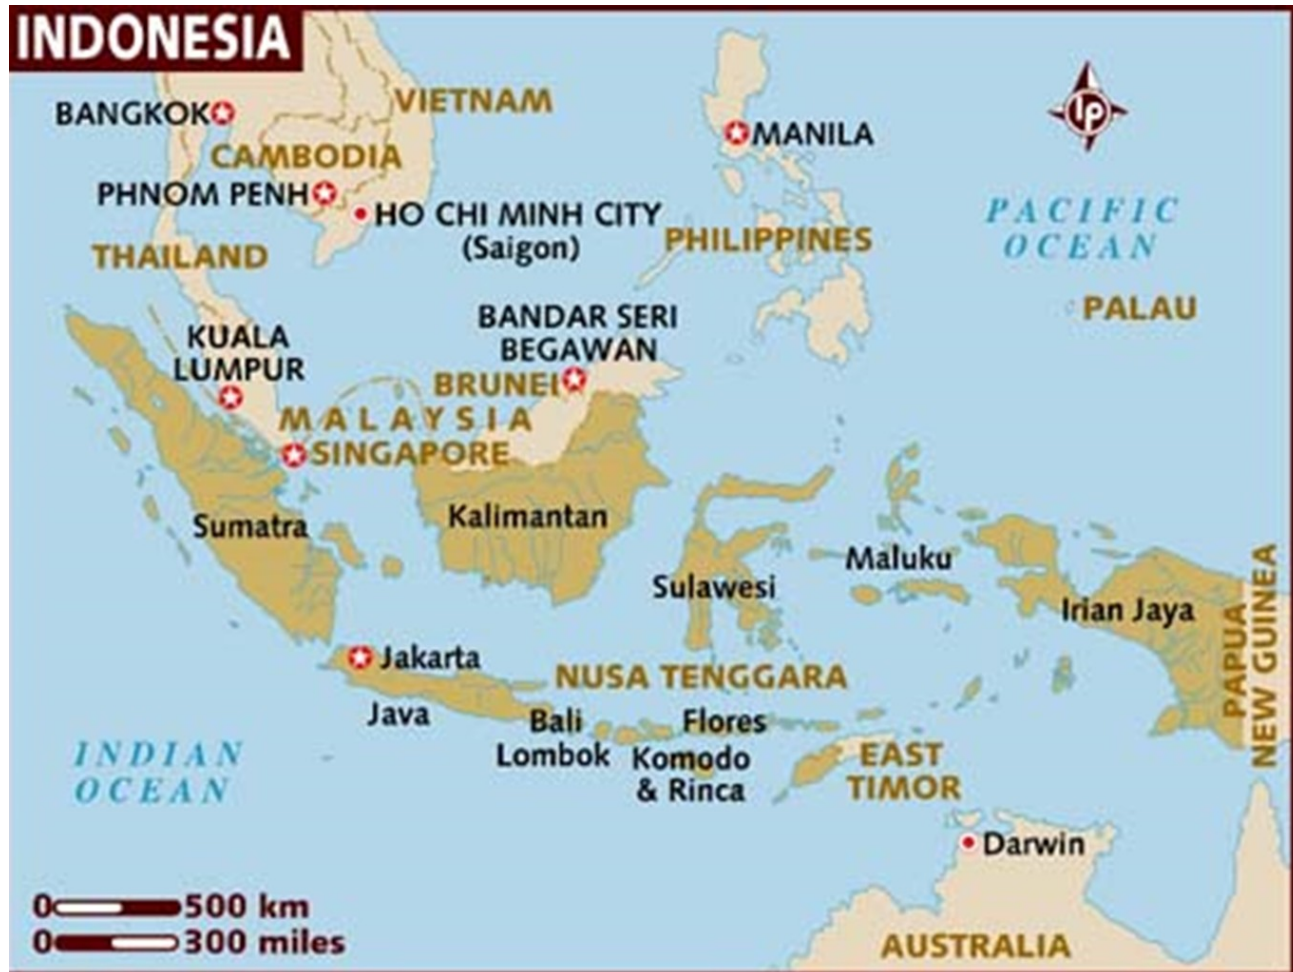 INDONESIA
BANGKOK
VIETNAM
MANILA
lp
CAMBODIA
PHNOM PENH
HO CHI MINH CITY
(Saigon)
PACIFIC
OCEAN
THAILAND
PHILIPPINES
PALAU
KUALA
LUMPUR
BANDAR SERI
BEGAWAN
BRUNEI
MALAYSIA
SINGAPORE
Sumatra
Kalimantan
Sulawesi
Maluku
Irian Jaya
PAPUA
NEW GUINEA
Jakarta
NUSA TENGGARA
Java
Bali
Flores
Lombok
Komodo
& Rinca
EAST
TIMOR
INDIAN
OCEAN
Darwin
0 500 km
0 300 miles
AUSTRALIA